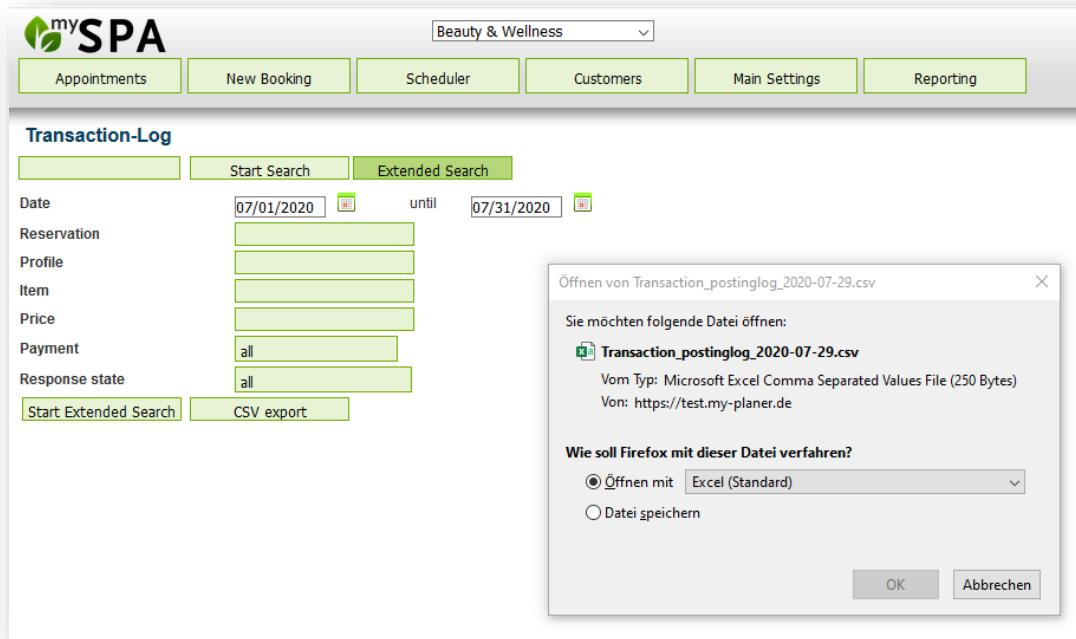 mySPA
Beauty & Wellness
Appointments New Booking Scheduler Customers Main Settings Reporting
Transaction-Log
Start Search Extended Search
Date 07/01/2020 until 07/31/2020
Reservation
Profile
Item
Price
Payment all
Response state all
Start Extended Search CSV export
Öffnen von Transaction_postinglog_2020-07-29.csv
Sie möchten folgende Datei öffnen:
Transaction_postinglog_2020-07-29.csv
Vom Typ: Microsoft Excel Comma Separated Values File (250 Bytes)
Von: https://test.my-planer.de
Wie soll Firefox mit dieser Datei verfahren?
Öffnen mit Excel (Standard)
Datei speichern
OK Abbrechen